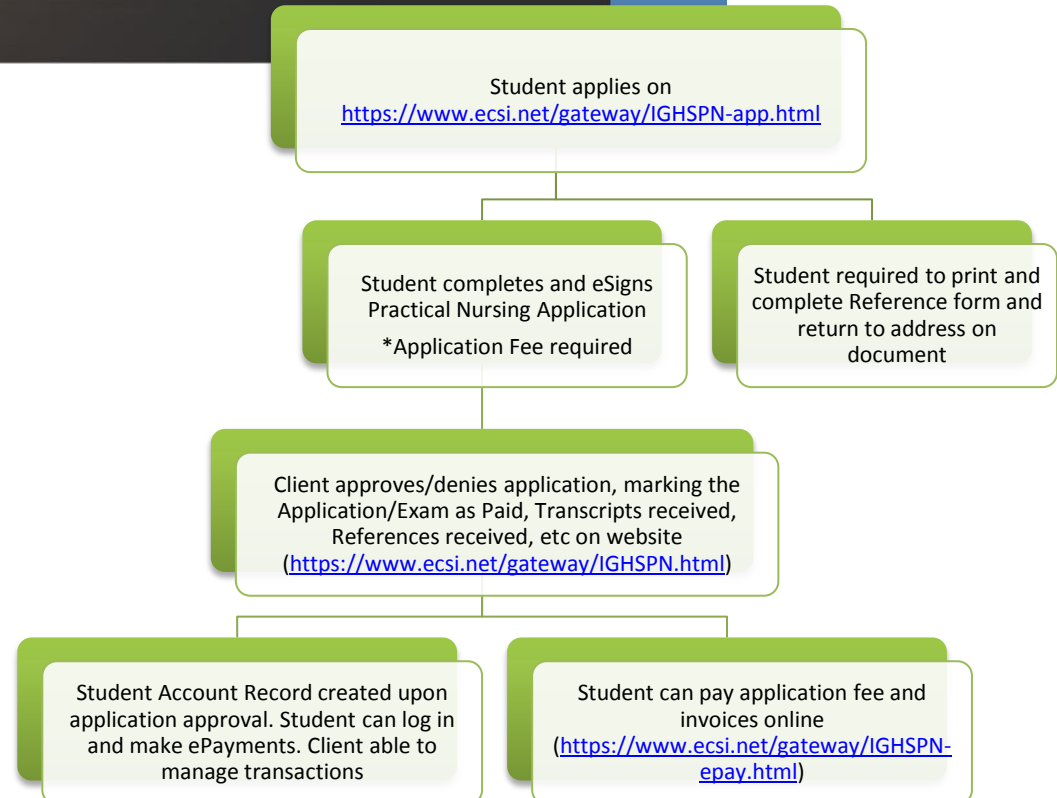 Student applies on
https://www.ecsi.net/gateway/IGHSPN-app.html
Student completes and eSigns
Practical Nursing Application
*Application Fee required
Student required to print and
complete Reference form and
return to address on
document
Client approves/denies application, marking the
Application/Exam as Paid, Transcripts received,
References received, etc on website
(https://www.ecsi.net/gateway/IGHSPN.html)
Student Account Record created upon
application approval. Student can log in
and make ePayments. Client able to
manage transactions
Student can pay application fee and
invoices online
(https://www.ecsi.net/gateway/IGHSPN-
epay.html)